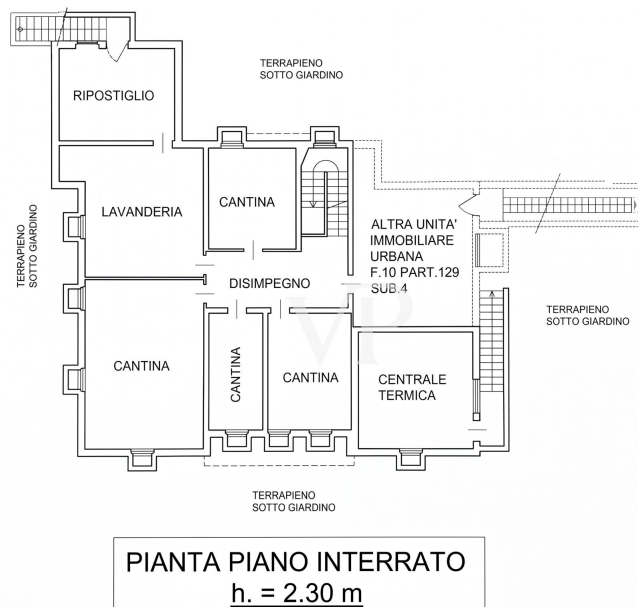 TERRAPIENO
SOTTO GIARDINO
RIPOSTIGLIO
LAVANDERIA
CANTINA
TERRAPIENO
SOTTO GIARDINO
ALTRA UNITA'
IMMOBILIARE
URBANA
F.10 PART.129
SUB.4
DISIMPEGNO
TERRAPIENO
SOTTO GIARDINO
CANTINA
CANTINA
CANTINA
CENTRALE
TERMICA
TERRAPIENO
SOTTO GIARDINO
VP
PIANTA PIANO INTERRATO
h. = 2.30 m